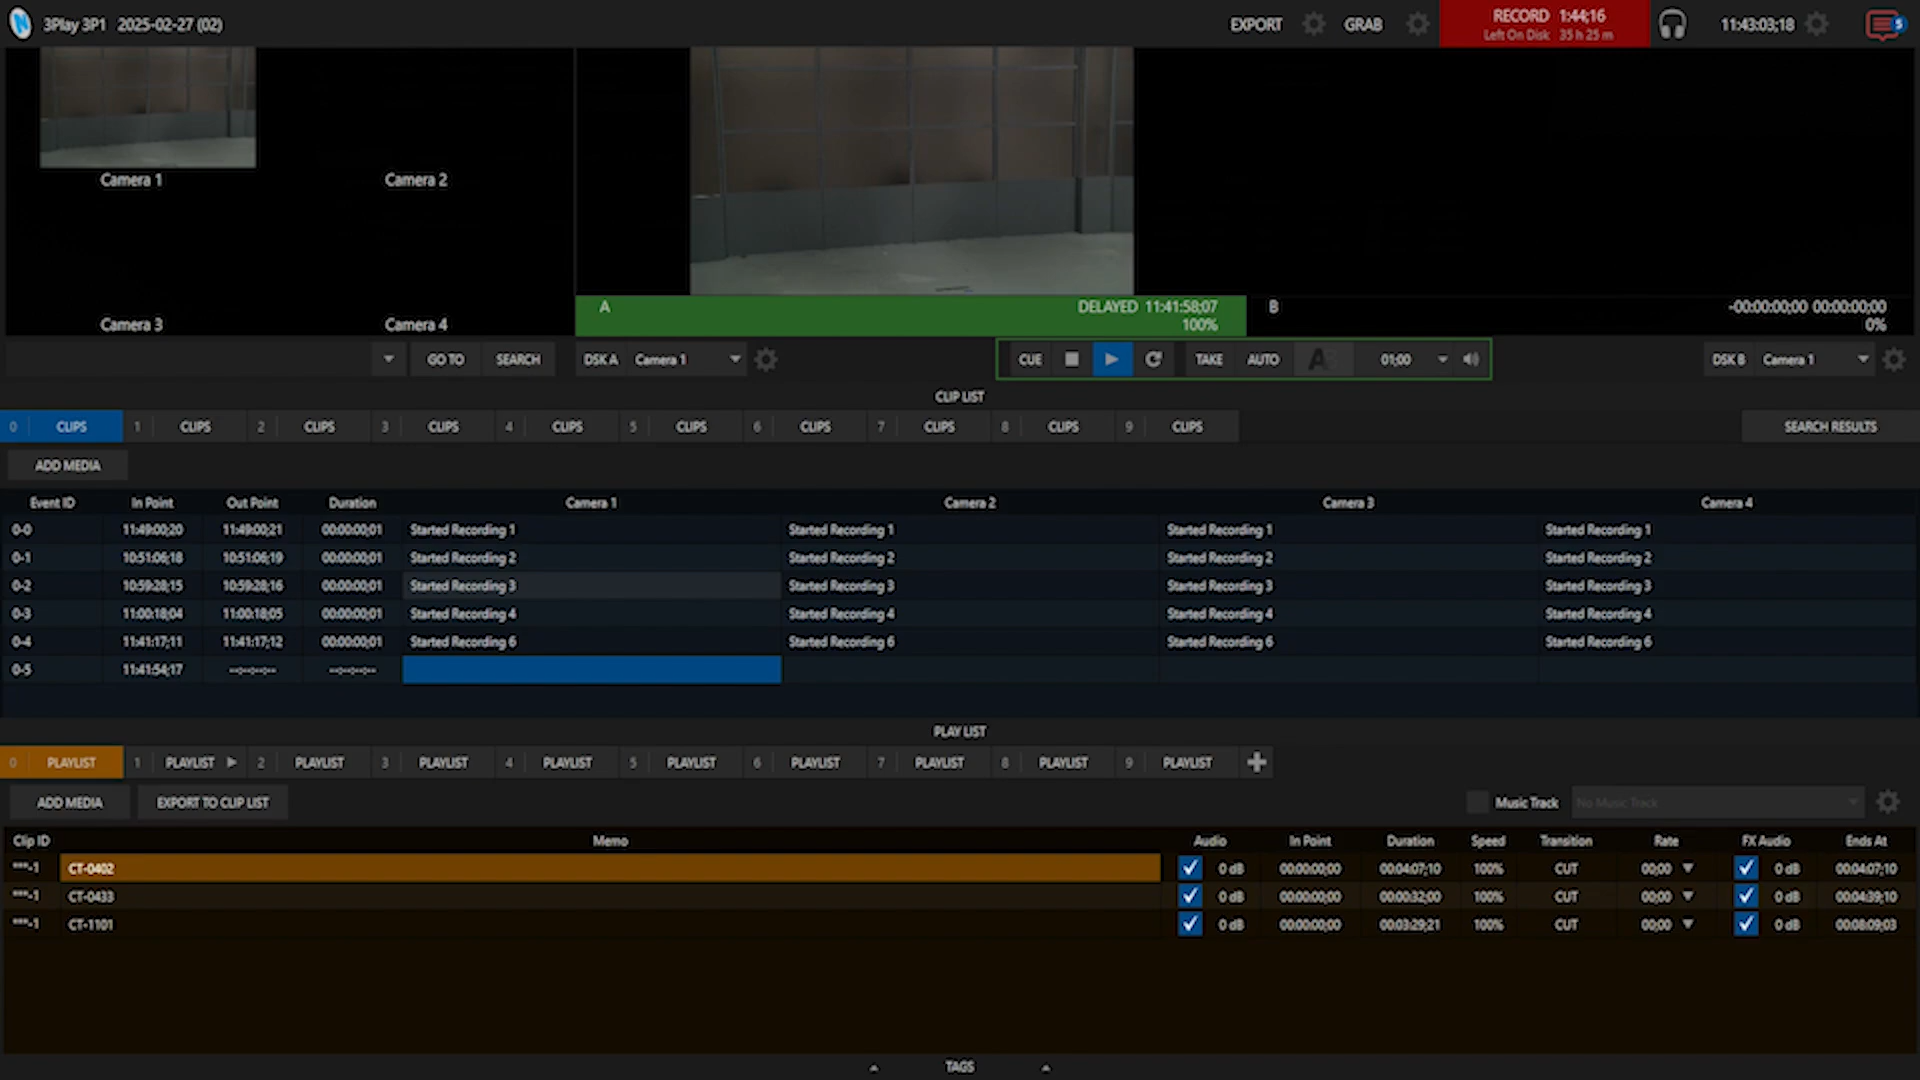 3Play 3P1 2025-02-27 (02) EXPORT GRAB RECORD 1:44;16 11:43:03;18 5
Left On Disk 35 h 25 m
Camera 1 Camera 2
Camera 3 Camera 4
A DELAYED 11:41:58;07
100%
B -00:00:00;00 00:00:00;00
0%
GO TO SEARCH DSK A Camera 1 CUE TAKE AUTO 01;00 DSK B Camera 1
CLIP LIST
0 CLIPS 1 CLIPS 2 CLIPS 3 CLIPS 4 CLIPS 5 CLIPS 6 CLIPS 7 CLIPS 8 CLIPS 9 CLIPS SEARCH RESULTS
ADD MEDIA
Event ID In Point Out Point Duration Camera 1 Camera 2 Camera 3 Camera 4
0-0 11:49:00;20 11:49:00;21 00:00:00;01 Started Recording 1 Started Recording 1 Started Recording 1 Started Recording 1
0-1 10:51:06;18 10:51:06;19 00:00:00;01 Started Recording 2 Started Recording 2 Started Recording 2 Started Recording 2
0-2 10:59:28;15 10:59:28;16 00:00:00;01 Started Recording 3 Started Recording 3 Started Recording 3 Started Recording 3
0-3 11:00:18;04 11:00:18;05 00:00:00;01 Started Recording 4 Started Recording 4 Started Recording 4 Started Recording 4
0-4 11:41:17;11 11:41:17;12 00:00:00;01 Started Recording 6 Started Recording 6 Started Recording 6 Started Recording 6
0-5 11:41:54;17 --:--:--;-- --:--:--;--
PLAY LIST
0 PLAYLIST 1 PLAYLIST 2 PLAYLIST 3 PLAYLIST 4 PLAYLIST 5 PLAYLIST 6 PLAYLIST 7 PLAYLIST 8 PLAYLIST 9 PLAYLIST
ADD MEDIA EXPORT TO CLIP LIST Music Track No Music Track
Clip ID Memo Audio In Point Duration Speed Transition Rate FX Audio Ends At
***-1 CT-0402 0 dB 00:00:00;00 00:04:07;10 100% CUT 00;00 0 dB 00:04:07;10
***-1 CT-0433 0 dB 00:00:00;00 00:00:32;00 100% CUT 00;00 0 dB 00:04:39;10
***-1 CT-1101 0 dB 00:00:00;00 00:03:29;21 100% CUT 00;00 0 dB 00:08:09;03
TAGS